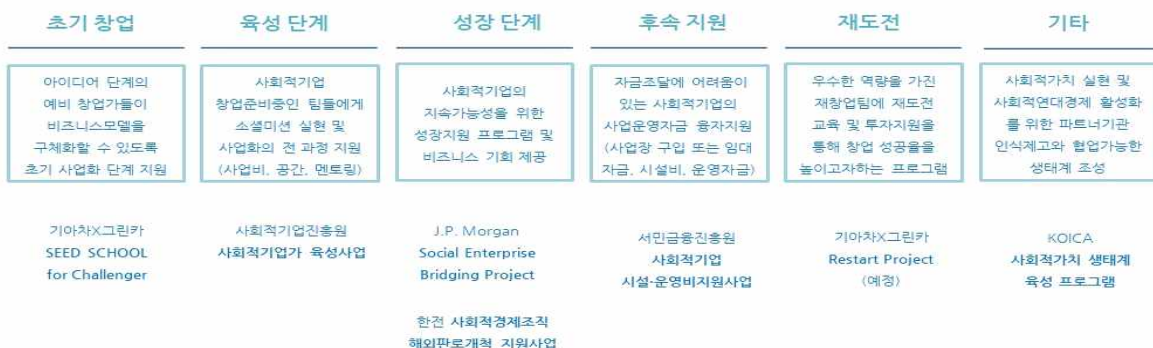 초기 창업
아이디어 단계의
예비 창업가들이
비즈니스모델을
구체화할 수 있도록
초기 사업화 단계 지원
기아차X그린카
SEED SCHOOL
for Challenger
육성 단계
사회적기업
창업준비중인 팀들에게
소셜미션 실현 및
사업화의 전 과정 지원
(사업비, 공간, 멘토링)
사회적기업진흥원
사회적기업가 육성사업
성장 단계
사회적기업의
지속가능성을 위한
성장지원 프로그램 및
비즈니스 기회 제공
J.P. Morgan
Social Enterprise
Bridging Project
한전 사회적경제조직
해외판로개척 지원사업
후속 지원
자금조달에 어려움이
있는 사회적기업의
사업운영자금 융자지원
(사업장 구입 또는 임대
자금, 시설비, 운영자금)
서민금융진흥원
사회적기업
시설·운영비지원사업
재도전
우수한 역량을 가진
재창업팀에 재도전
교육 및 투자지원을
통해 창업 성공율을
높이고자하는 프로그램
기아차X그린카
Restart Project
(예정)
기타
사회적가치 실현 및
사회적연대경제 활성화
를 위한 파트너기관
인식제고와 협업가능한
생태계 조성
KOICA
사회적가치 생태계
육성 프로그램